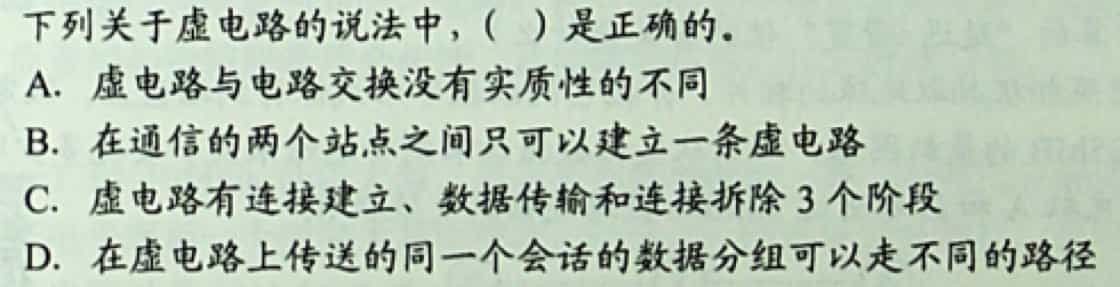 下列关于虚电路的说法中，（ ）是正确的。
A. 虚电路与电路交换没有实质性的不同
B. 在通信的两个站点之间只可以建立一条虚电路
C. 虚电路有连接建立、数据传输和连接拆除 3 个阶段
D. 在虚电路上传送的同一个会话的数据分组可以走不同的路径